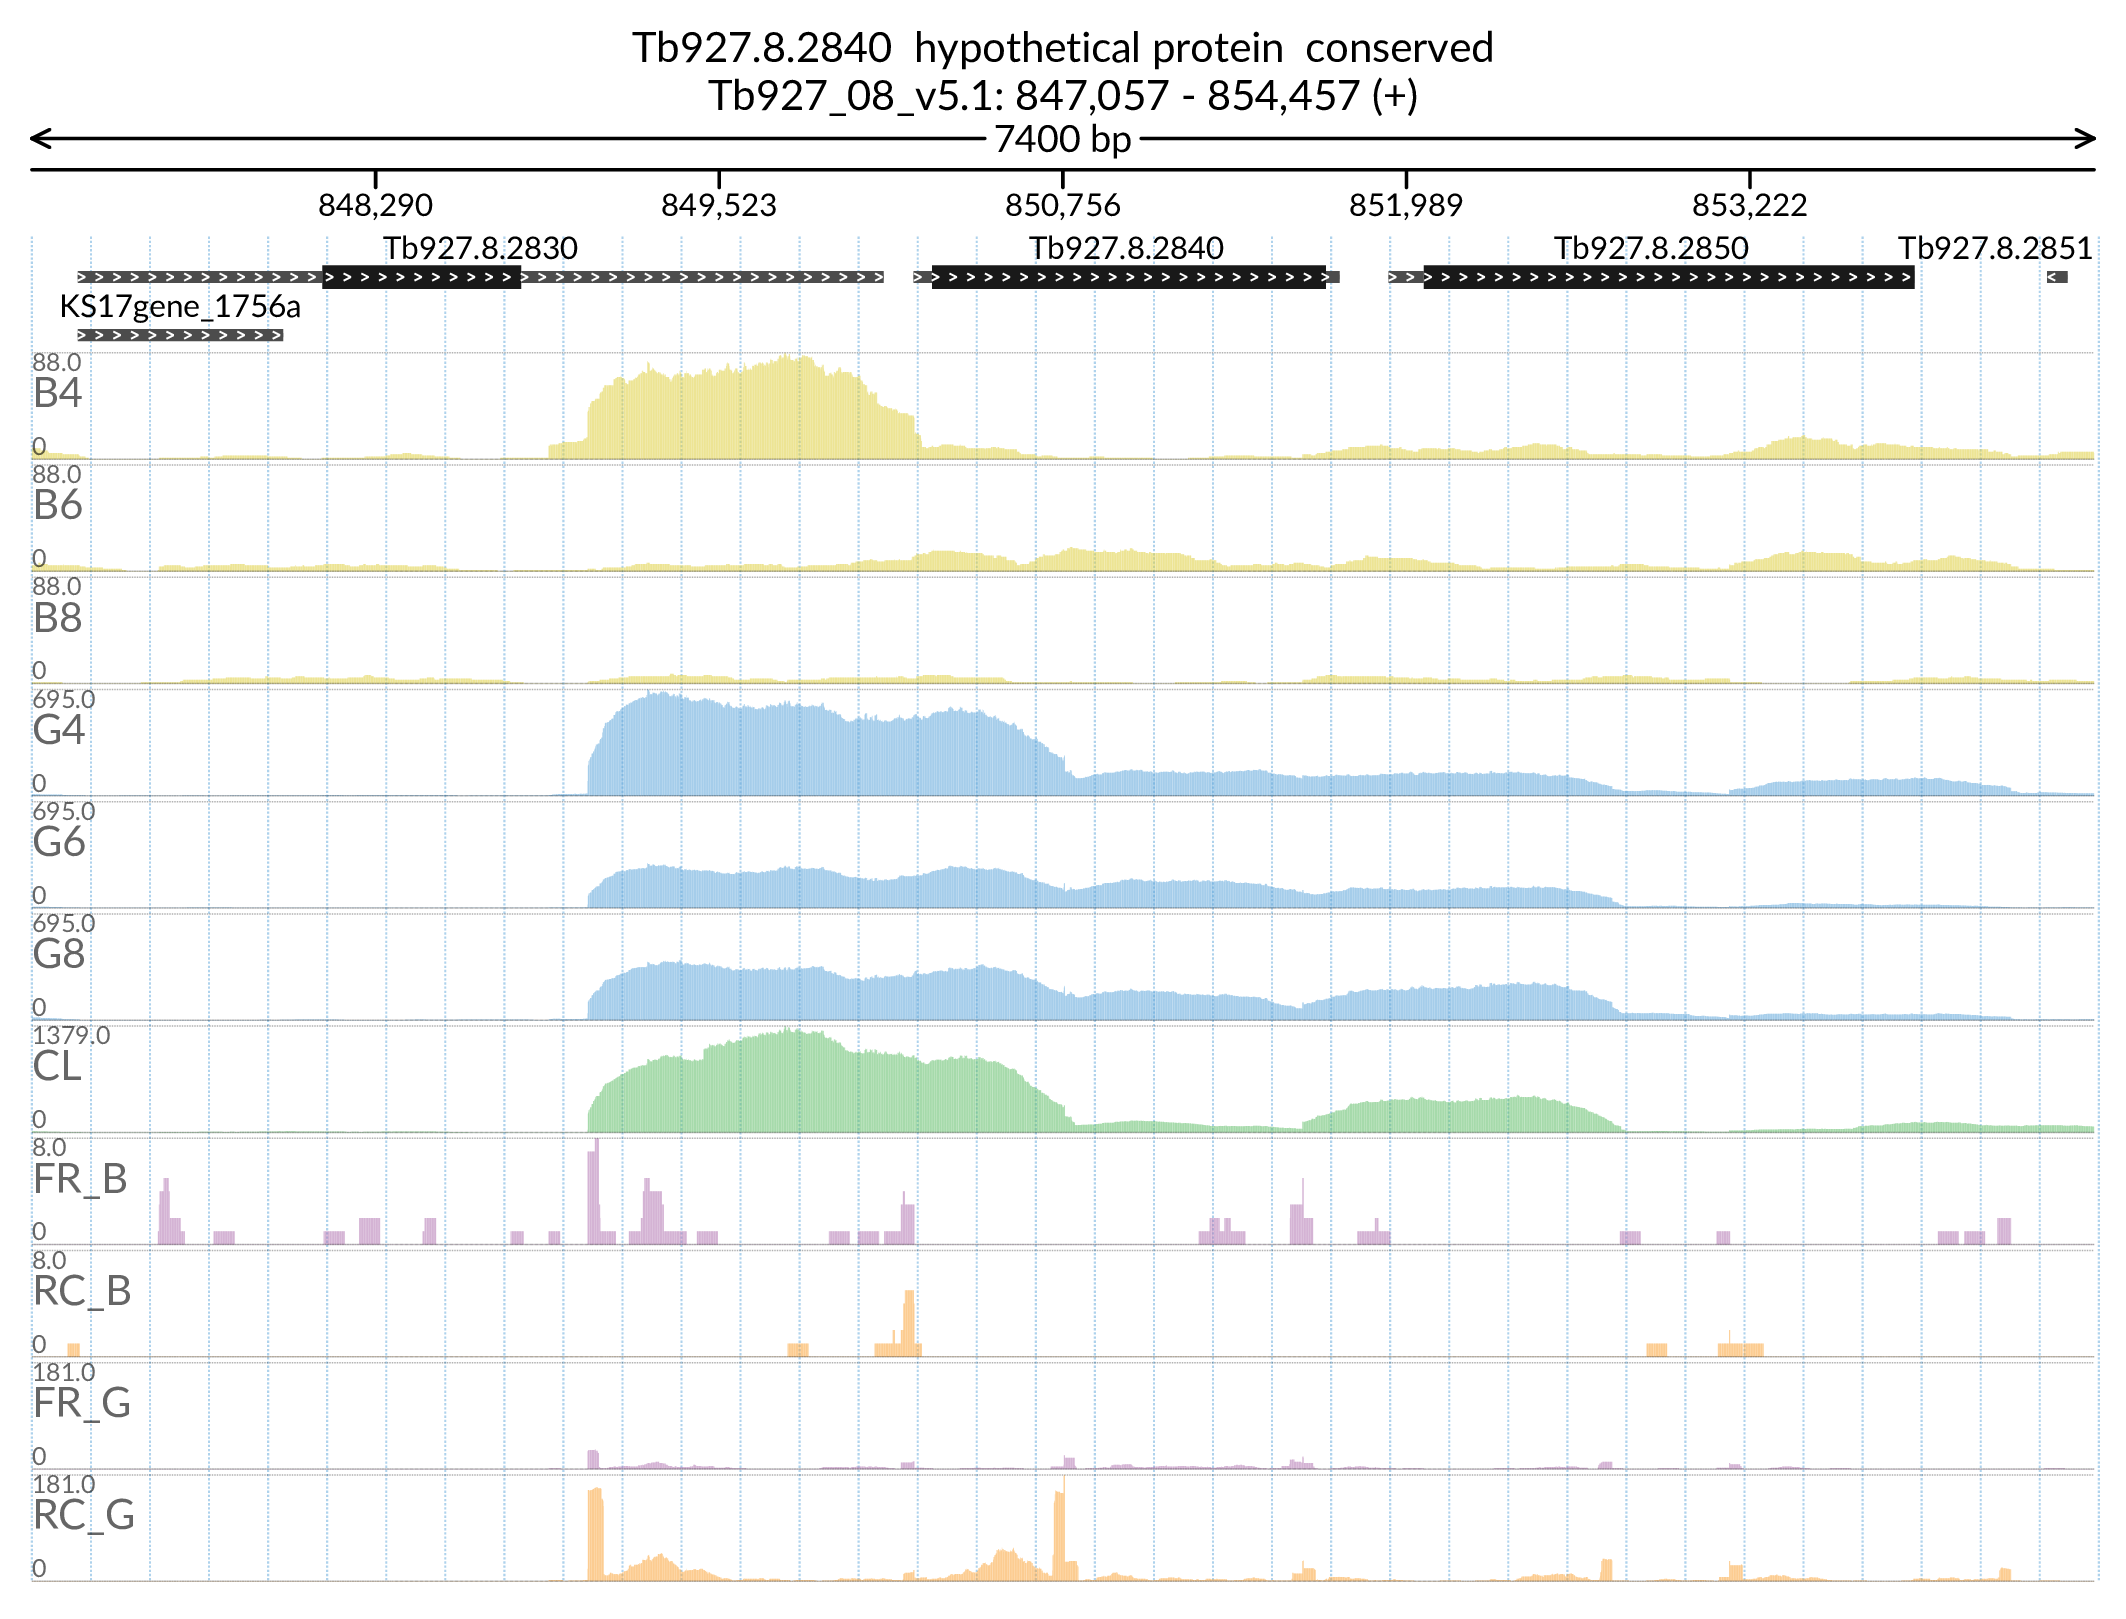 Tb927.8.2840  hypothetical protein  conserved
Tb927_08_v5.1: 847,057 - 854,457 (+)
7400 bp
848,290 849,523 850,756 851,989 853,222
Tb927.8.2830 Tb927.8.2840 Tb927.8.2850 Tb927.8.2851
KS17gene_1756a
88.0
B4
0
88.0
B6
0
88.0
B8
0
695.0
G4
0
695.0
G6
0
695.0
G8
0
1379.0
CL
0
8.0
FR_B
0
8.0
RC_B
0
181.0
FR_G
0
181.0
RC_G
0